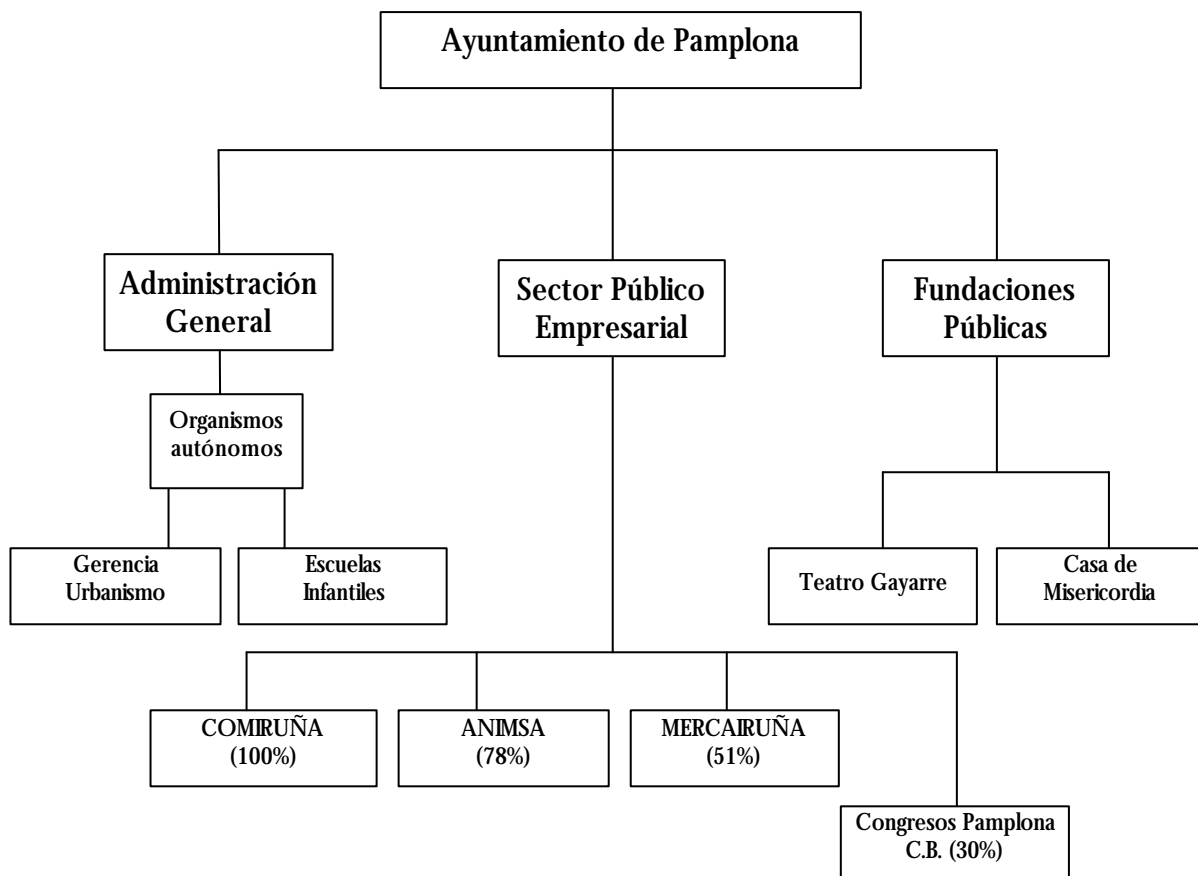 Ayuntamiento de Pamplona
Administración
General
Sector Público
Empresarial
Fundaciones
Públicas
Organismos
autónomos
Gerencia
Urbanismo
Escuelas
Infantiles
Teatro Gayarre
Casa de
Misericordia
COMIRUÑA
(100%)
ANIMSA
(78%)
MERCAIRUÑA
(51%)
Congresos Pamplona
C.B. (30%)